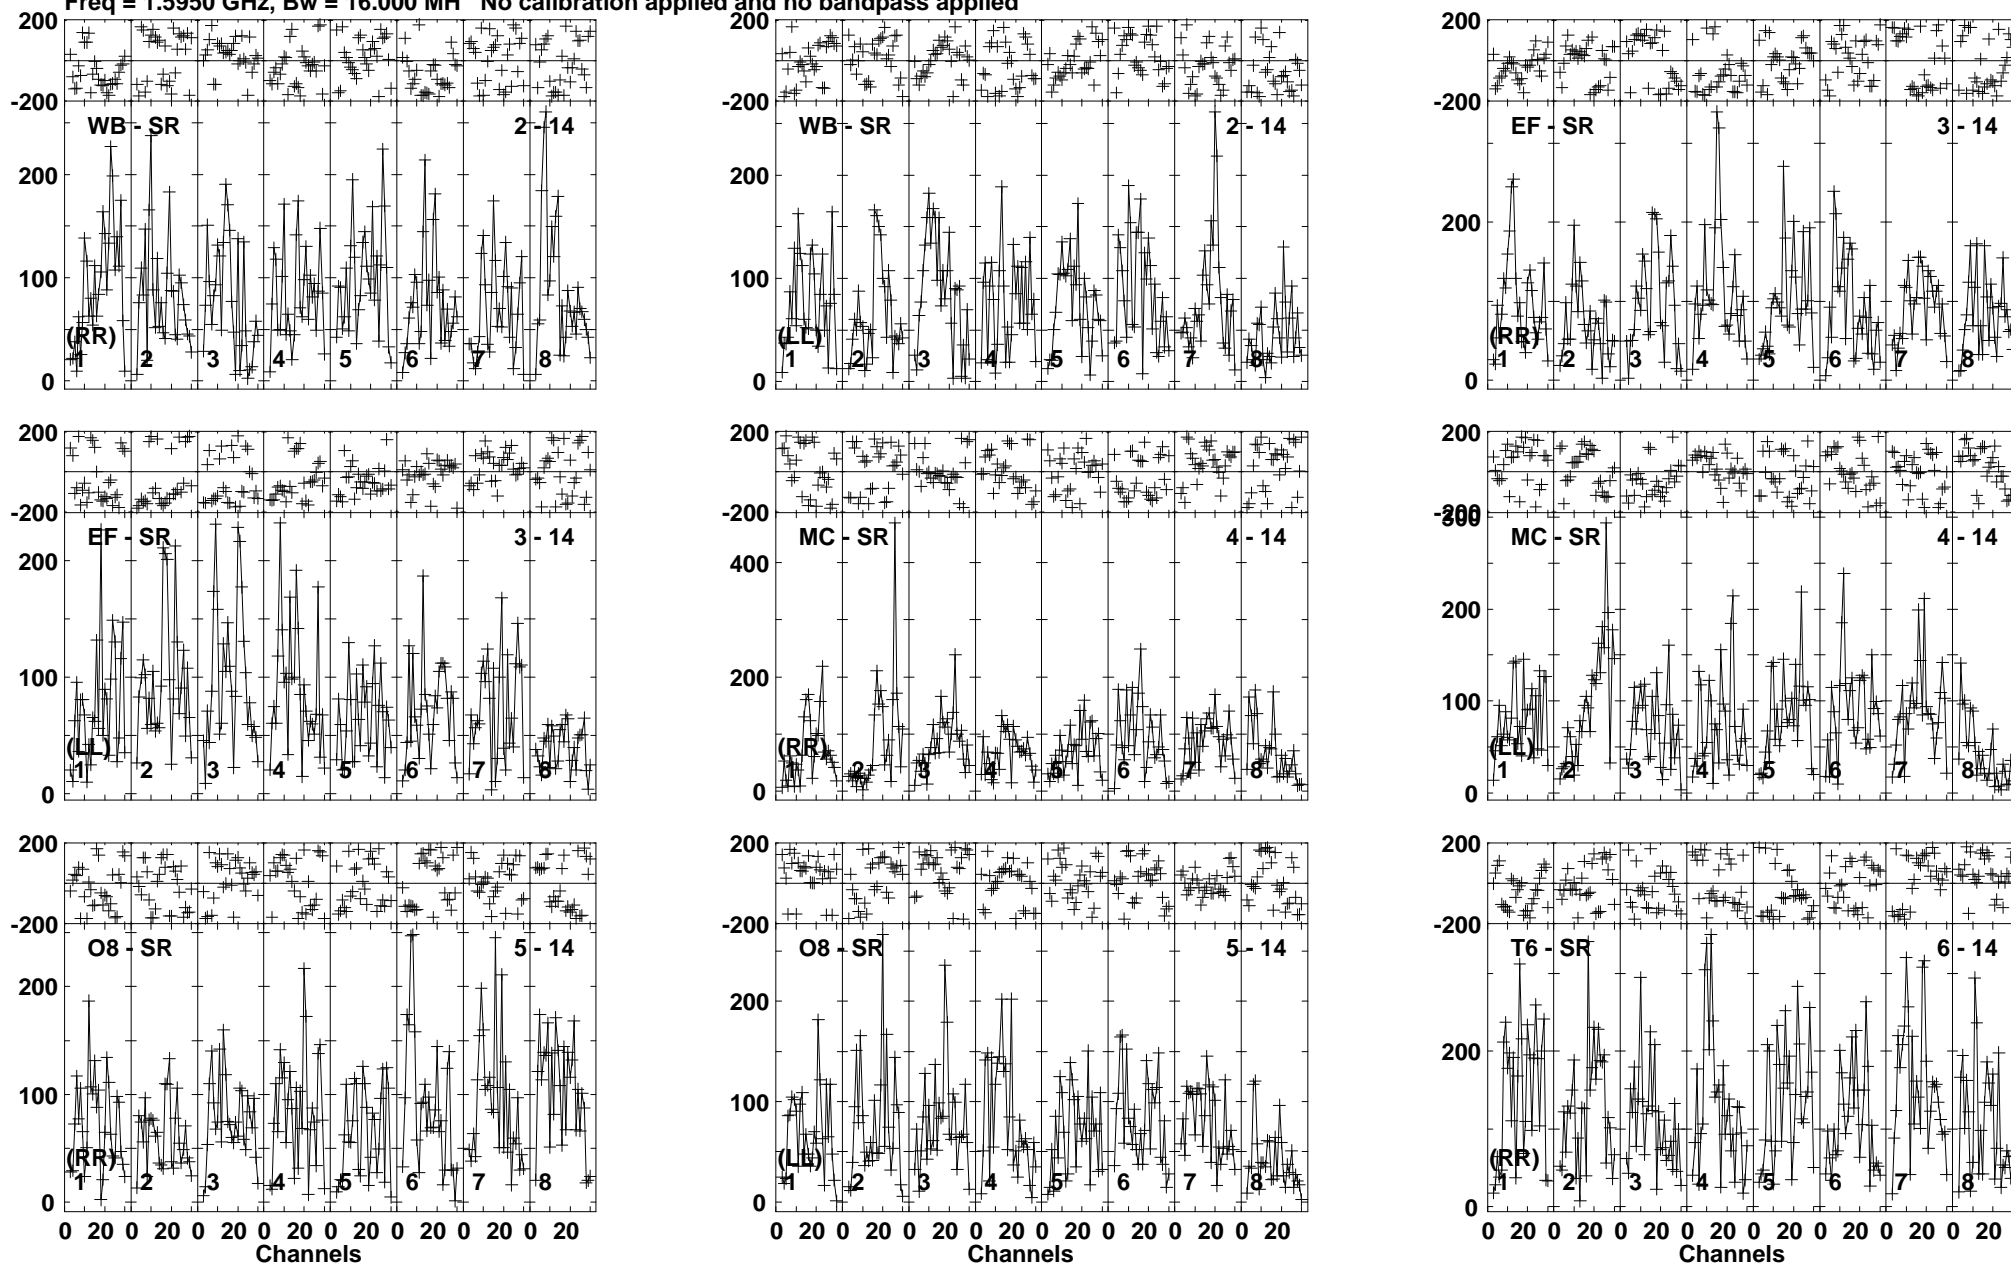 Freq = 1.5950 GHz, Bw = 16.000 MH No calibration applied and no bandpass applied
200 200 200
-200 -200 -200
WB - SR 2 - 14 WB - SR 2 - 14 EF - SR 3 - 14
200 200 200
100 100
(RR) (LL) (RR)
1 2 3 4 5 6 7 8 1 2 3 4 5 6 7 8 1 2 3 4 5 6 7 8
0 0 0
200 200 200
-200 -200 -200
300
EF - SR 3 - 14 MC - SR 4 - 14 MC - SR 4 - 14
200 400 200
100 200 100
(LL) (RR) (LL)
1 2 3 4 5 6 7 8 1 2 3 4 5 6 7 8 1 2 3 4 5 6 7 8
0 0 0
200 200 200
-200 -200 -200
O8 - SR 5 - 14 O8 - SR 5 - 14 T6 - SR 6 - 14
200 200 200
100 100
(RR) (LL) (RR)
1 2 3 4 5 6 7 8 1 2 3 4 5 6 7 8 1 2 3 4 5 6 7 8
0 0 0
0 20 0 20 0 20 0 20 0 20 0 20 0 20 0 20 0 20 0 20 0 20 0 20 0 20 0 20 0 20 0 20 0 20 0 20 0 20 0 20 0 20 0 20 0 20 0 20
Channels Channels Channels